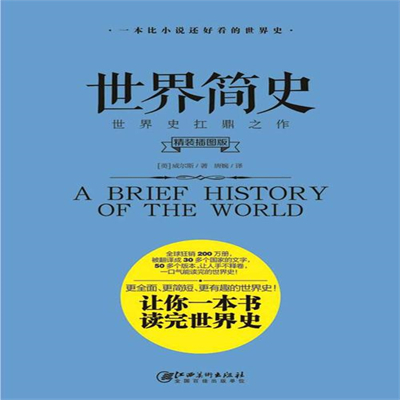 一本比小说还好看的世界史
世界简史
世界史扛鼎之作
精装插图版
[英]威尔斯/著 谢凯/译
A BRIEF HISTORY
OF THE WORLD
全球狂销200万册,
被翻译成30多个国家的文字,
50多个版本,让人手不释卷,
一口气能读完的世界史!
更全面、更简短、更有趣的世界史!
让你一本书
读完世界史
江西美术出版社
全国百佳出版单位